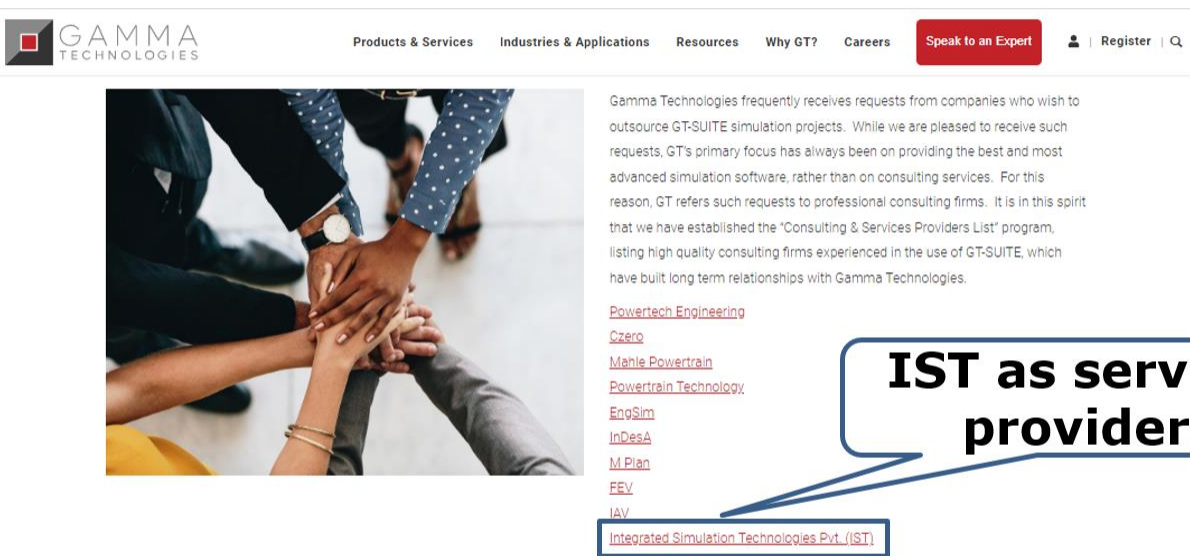 GAMMA
TECHNOLOGIES
Products & Services Industries & Applications Resources Why GT? Careers Speak to an Expert | Register |
Gamma Technologies frequently receives requests from companies who wish to
outsource GT-SUITE simulation projects. While we are pleased to receive such
requests, GT's primary focus has always been on providing the best and most
advanced simulation software, rather than on consulting services. For this
reason, GT refers such requests to professional consulting firms. It is in this spirit
that we have established the "Consulting & Services Providers List" program,
listing high quality consulting firms experienced in the use of GT-SUITE, which
have built long term relationships with Gamma Technologies.
Powertech Engineering
Czero
Mahle Powertrain
Powertrain Technology
EngSim
InDesA
M Plan
FEV
IAV
Integrated Simulation Technologies Pvt. (IST)
IST as serv
provider